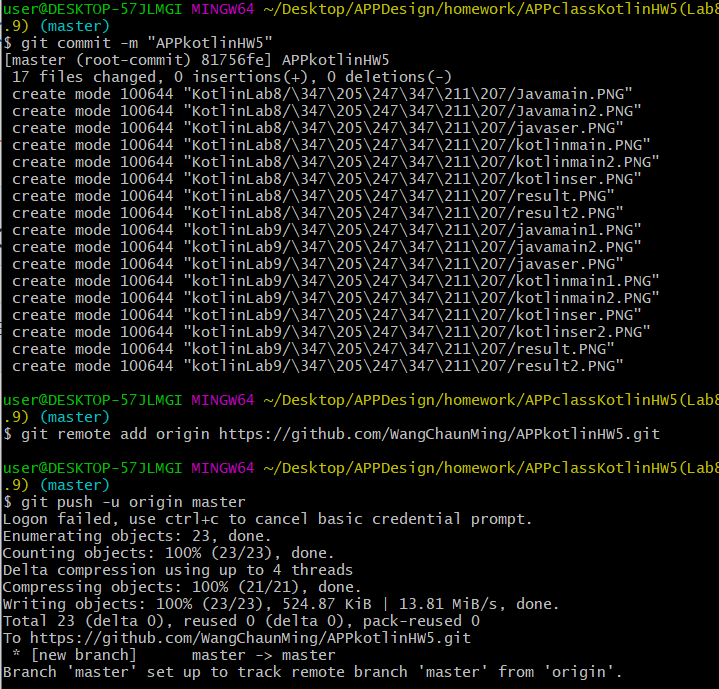 user@DESKTOP-57JLMGI MINGW64 ~/Desktop/APPDesign/homework/APPclassKotlinHW5(Lab8
.9) (master)
$ git commit -m "APPkotlinHW5"
[master (root-commit) 81756fe] APPkotlinHW5
 17 files changed, 0 insertions(+), 0 deletions(-)
 create mode 100644 "KotlinLab8/\347\205\247\347\211\207/Javamain.PNG"
 create mode 100644 "KotlinLab8/\347\205\247\347\211\207/Javamain2.PNG"
 create mode 100644 "KotlinLab8/\347\205\247\347\211\207/javaser.PNG"
 create mode 100644 "KotlinLab8/\347\205\247\347\211\207/kotlinmain.PNG"
 create mode 100644 "KotlinLab8/\347\205\247\347\211\207/kotlinmain2.PNG"
 create mode 100644 "KotlinLab8/\347\205\247\347\211\207/kotlinser.PNG"
 create mode 100644 "KotlinLab8/\347\205\247\347\211\207/result.PNG"
 create mode 100644 "KotlinLab8/\347\205\247\347\211\207/result2.PNG"
 create mode 100644 "kotlinLab9/\347\205\247\347\211\207/javamain1.PNG"
 create mode 100644 "kotlinLab9/\347\205\247\347\211\207/javamain2.PNG"
 create mode 100644 "kotlinLab9/\347\205\247\347\211\207/javaser.PNG"
 create mode 100644 "kotlinLab9/\347\205\247\347\211\207/kotlinmain1.PNG"
 create mode 100644 "kotlinLab9/\347\205\247\347\211\207/kotlinmain2.PNG"
 create mode 100644 "kotlinLab9/\347\205\247\347\211\207/kotlinser.PNG"
 create mode 100644 "kotlinLab9/\347\205\247\347\211\207/kotlinser2.PNG"
 create mode 100644 "kotlinLab9/\347\205\247\347\211\207/result.PNG"
 create mode 100644 "kotlinLab9/\347\205\247\347\211\207/result2.PNG"
user@DESKTOP-57JLMGI MINGW64 ~/Desktop/APPDesign/homework/APPclassKotlinHW5(Lab8
.9) (master)
$ git remote add origin https://github.com/WangChaunMing/APPkotlinHW5.git
user@DESKTOP-57JLMGI MINGW64 ~/Desktop/APPDesign/homework/APPclassKotlinHW5(Lab8
.9) (master)
$ git push -u origin master
Logon failed, use ctrl+c to cancel basic credential prompt.
Enumerating objects: 23, done.
Counting objects: 100% (23/23), done.
Delta compression using up to 4 threads
Compressing objects: 100% (21/21), done.
Writing objects: 100% (23/23), 524.87 KiB | 13.81 MiB/s, done.
Total 23 (delta 0), reused 0 (delta 0), pack-reused 0
To https://github.com/WangChaunMing/APPkotlinHW5.git
 * [new branch]      master -> master
Branch 'master' set up to track remote branch 'master' from 'origin'.